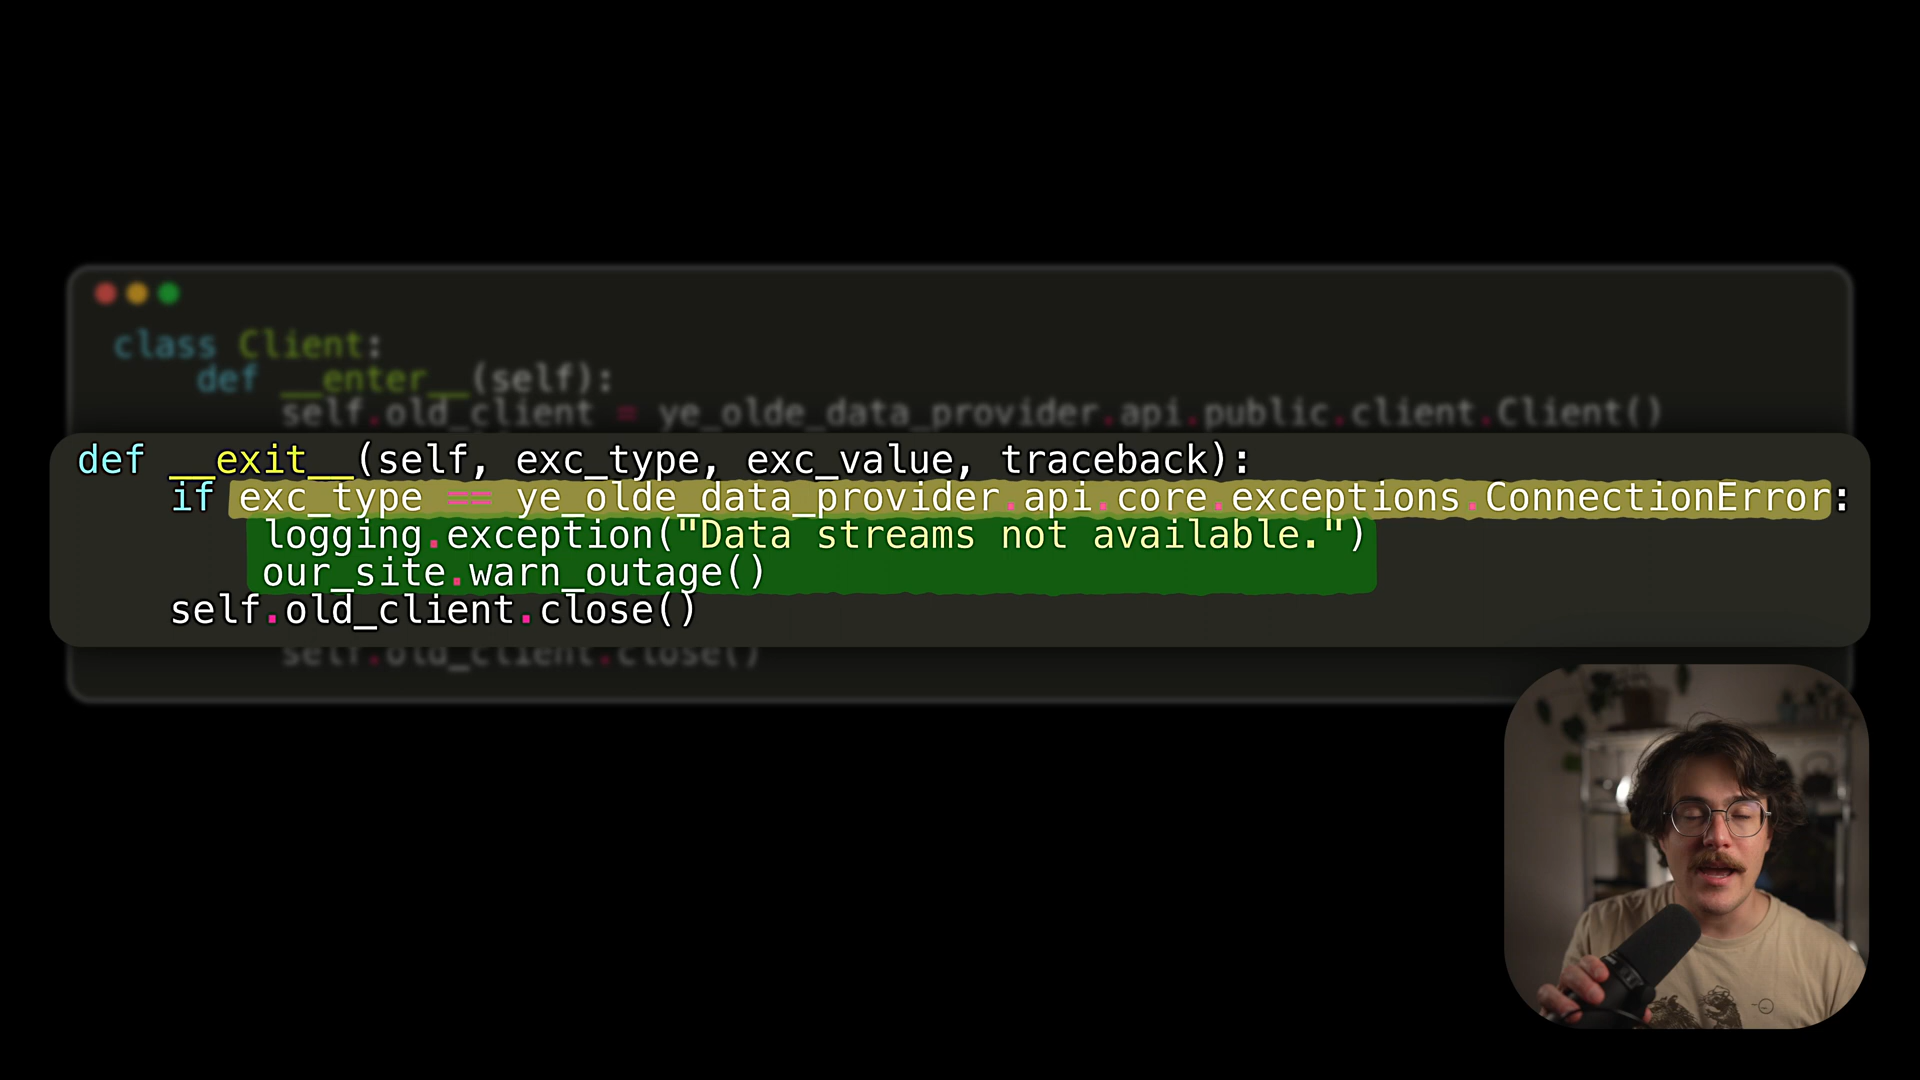 class Client:
def __enter__(self):
self.old_client = ye_olde_data_provider.api.public.client.Client()
def __exit__(self, exc_type, exc_value, traceback):
if exc_type == ye_olde_data_provider.api.core.exceptions.ConnectionError:
logging.exception("Data streams not available.")
our_site.warn_outage()
self.old_client.close()
self.old_client.close()